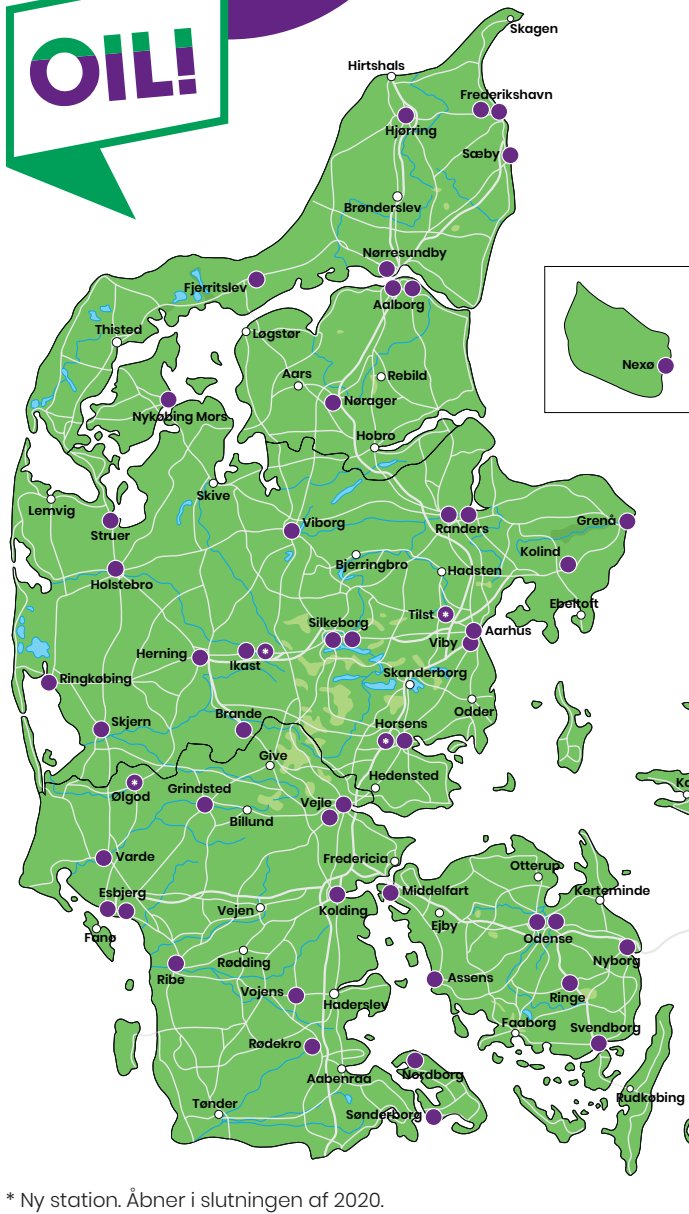 OIL!
Skagen
Hirtshals
Frederikshavn
Hjørring
Sæby
Brønderslev
Nørresundby
Fjerritslev
Aalborg
Thisted
Løgstør
Nexø
Aars
Rebild
Nørager
Nykøbing Mors
Hobro
Skive
Lemvig
Struer
Viborg
Randers
Grenå
Bjerringbro
Kolind
Hadsten
Holstebro
Ebeltoft
Tilst *
Silkeborg
Aarhus
Viby
Herning
Ikast *
Skanderborg
Ringkøbing
Odder
Skjern
Brande
Horsens
*
Give
Hedensted
*
Ølgod
Grindsted
Vejle
Billund
Varde
Fredericia
Otterup
Esbjerg
Vejen
Kolding
Middelfart
Kerteminde
Ejby
Fanø
Odense
Nyborg
Rødding
Ribe
Assens
Ringe
Vojens
Haderslev
Faaborg
Svendborg
Rødekro
Nordborg
Aabenraa
Rudkøbing
Tønder
Sønderborg
* Ny station. Åbner i slutningen af 2020.